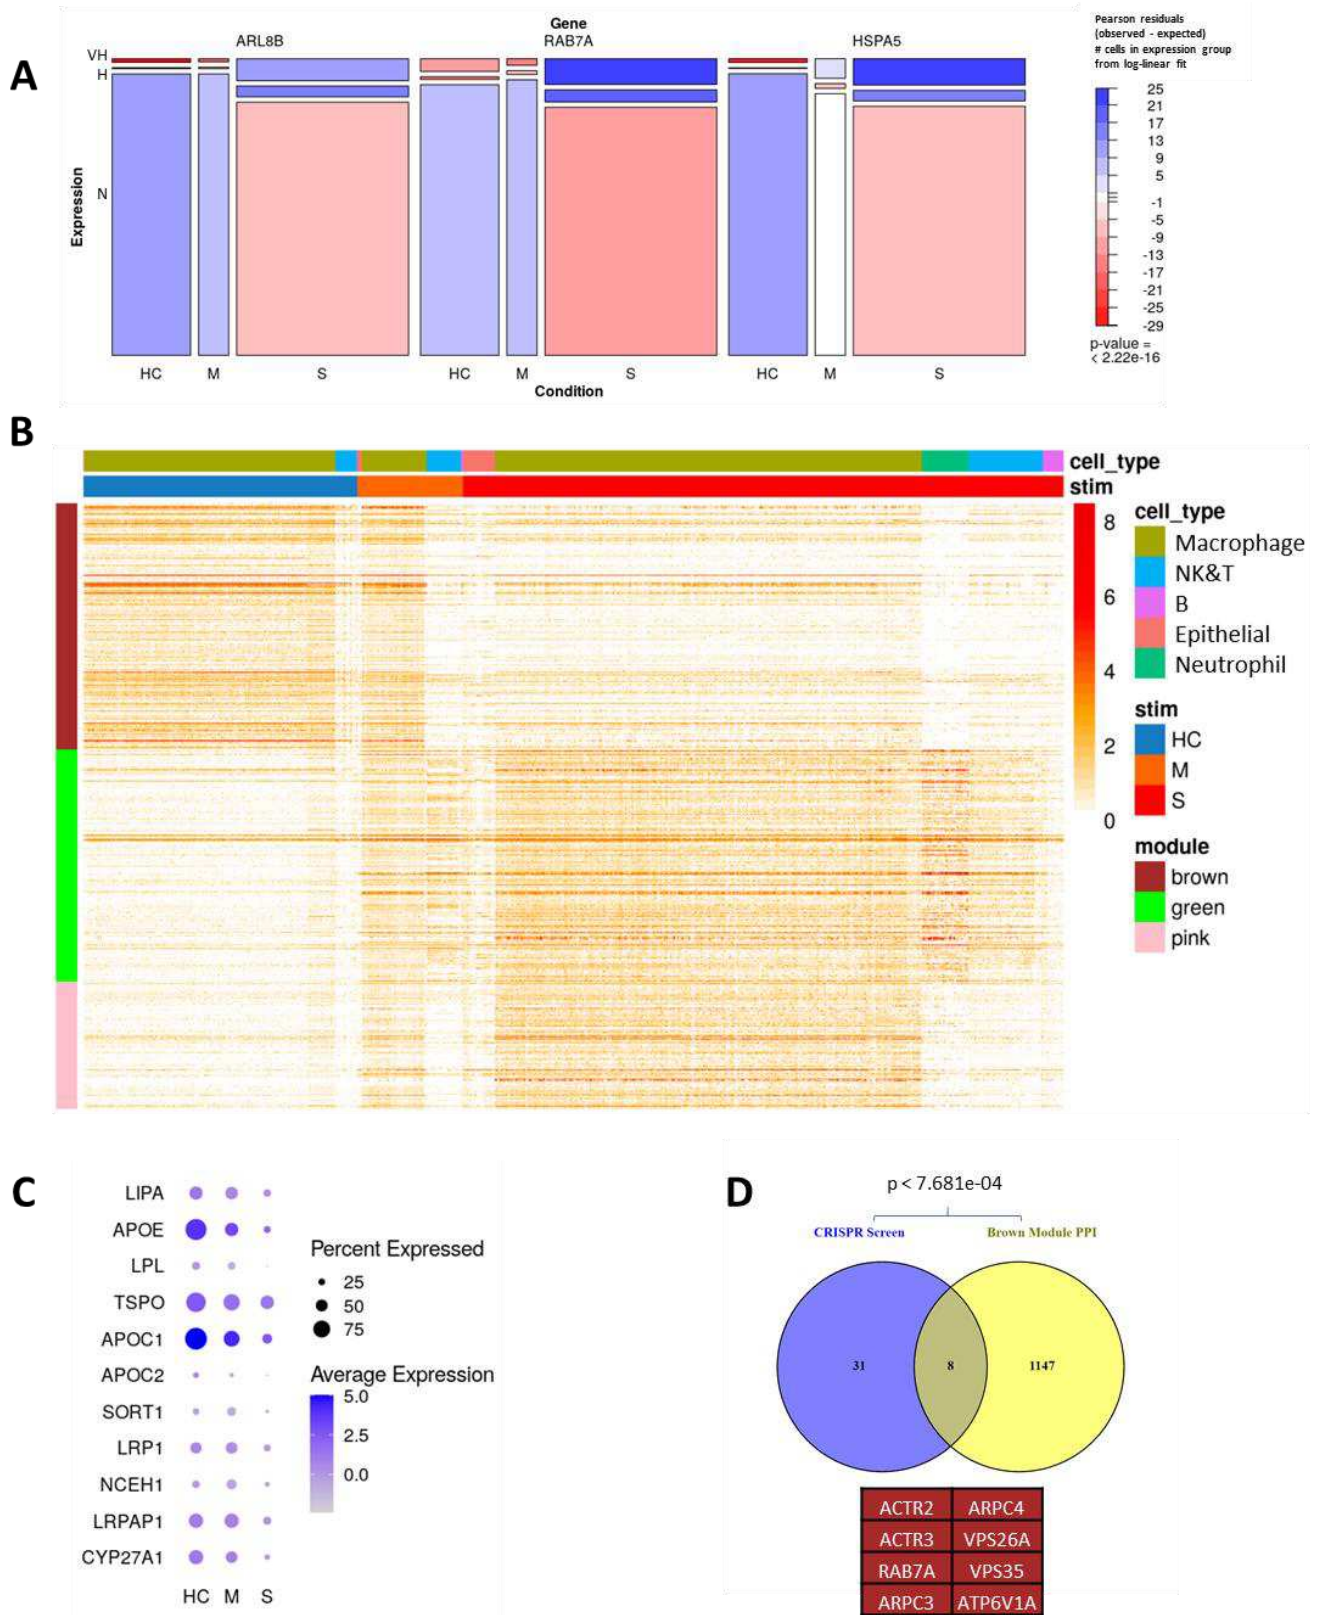 A
Gene
ARL8B RAB7A HSPA5
VH
H
N
Expression
HC M S HC M S HC M S
Condition
Pearson residuals
(observed - expected)
# cells in expression group
from log-linear fit
25
21
17
13
9
5
-1
-5
-9
-13
-17
-21
-25
-29
p-value =
< 2.22e-16
B
cell_type
stim
8
6
4
2
0
cell_type
Macrophage
NK&T
B
Epithelial
Neutrophil
stim
HC
M
S
module
brown
green
pink
C
LIPA
APOE
LPL
TSPO
APOC1
APOC2
SORT1
LRP1
NCEH1
LRPAP1
CYP27A1
HC M S
Percent Expressed
25
50
75
Average Expression
5.0
2.5
0.0
D
p < 7.681e-04
CRISPR Screen Brown Module PPI
31 8 1147
ACTR2 ARPC4
ACTR3 VPS26A
RAB7A VPS35
ARPC3 ATP6V1A